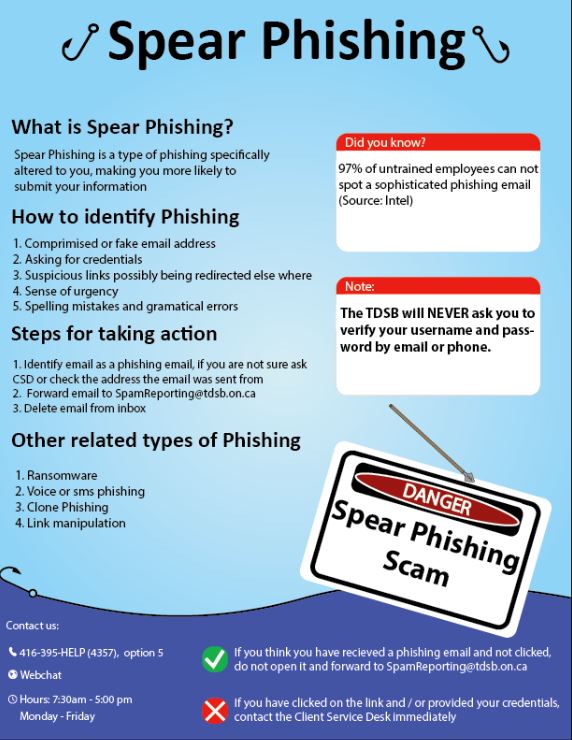 Spear Phishing
What is Spear Phishing?
Spear Phishing is a type of phishing specifically
altered to you, making you more likely to
submit your information
How to identify Phishing
1. Comprimised or fake email address
2. Asking for credentials
3. Suspicious links possibly being redirected else where
4. Sense of urgency
5. Spelling mistakes and gramatical errors
Steps for taking action
1. Identify email as a phishing email, if you are not sure ask
CSD or check the address the email was sent from
2. Forward email to SpamReporting@tdsb.on.ca
3. Delete email from inbox
Other related types of Phishing
1. Ransomware
2. Voice or sms phishing
3. Clone Phishing
4. Link manipulation
Did you know?
97% of untrained employees can not
spot a sophisticated phishing email
(Source: Intel)
Note:
The TDSB will NEVER ask you to
verify your username and pass-
word by email or phone.
DANGER
Spear Phishing
Scam
Contact us:
416-395-HELP (4357), option 5
Webchat
Hours: 7:30am - 5:00 pm
Monday - Friday
If you think you have recieved a phishing email and not clicked,
do not open it and forward to SpamReporting@tdsb.on.ca
If you have clicked on the link and / or provided your credentials,
contact the Client Service Desk immediately